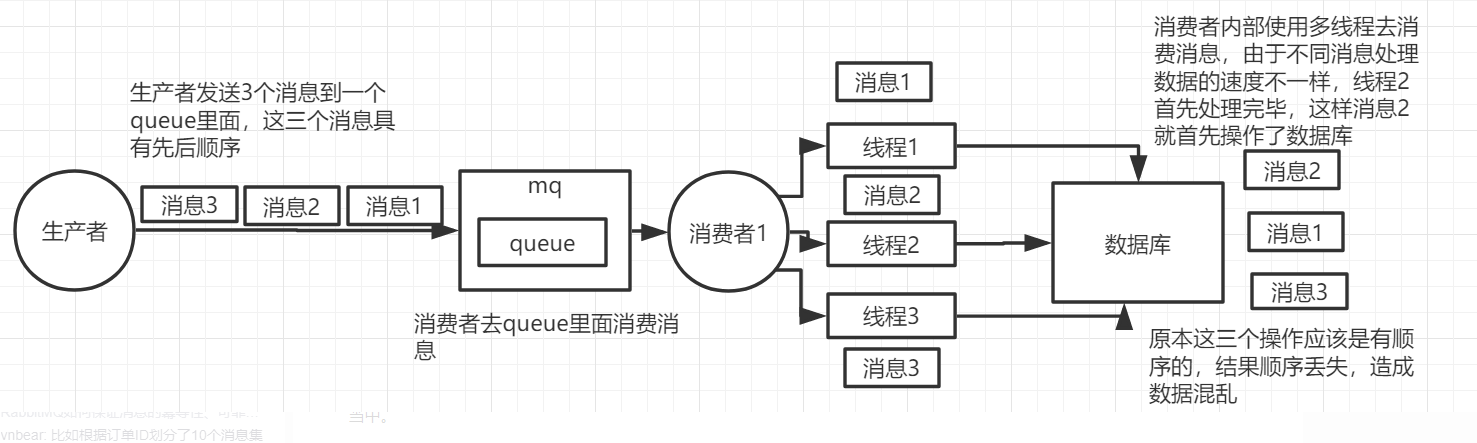 生产者发送3个消息到一个
queue里面，这三个消息具
有先后顺序
生产者
消息3
消息2
消息1
mq
queue
消费者去queue里面消费消
息
消费者1
消息1
线程1
消息2
线程2
线程3
消息3
消费者内部使用多线程去消
费消息，由于不同消息处理
数据的速度不一样，线程2
首先处理完毕，这样消息2
就首先操作了数据库
数据库
消息2
消息1
消息3
原本这三个操作应该是有顺
序的，结果顺序丢失，造成
数据混乱
当中。
vnbear: 比如根据订单ID划分了10个消息集